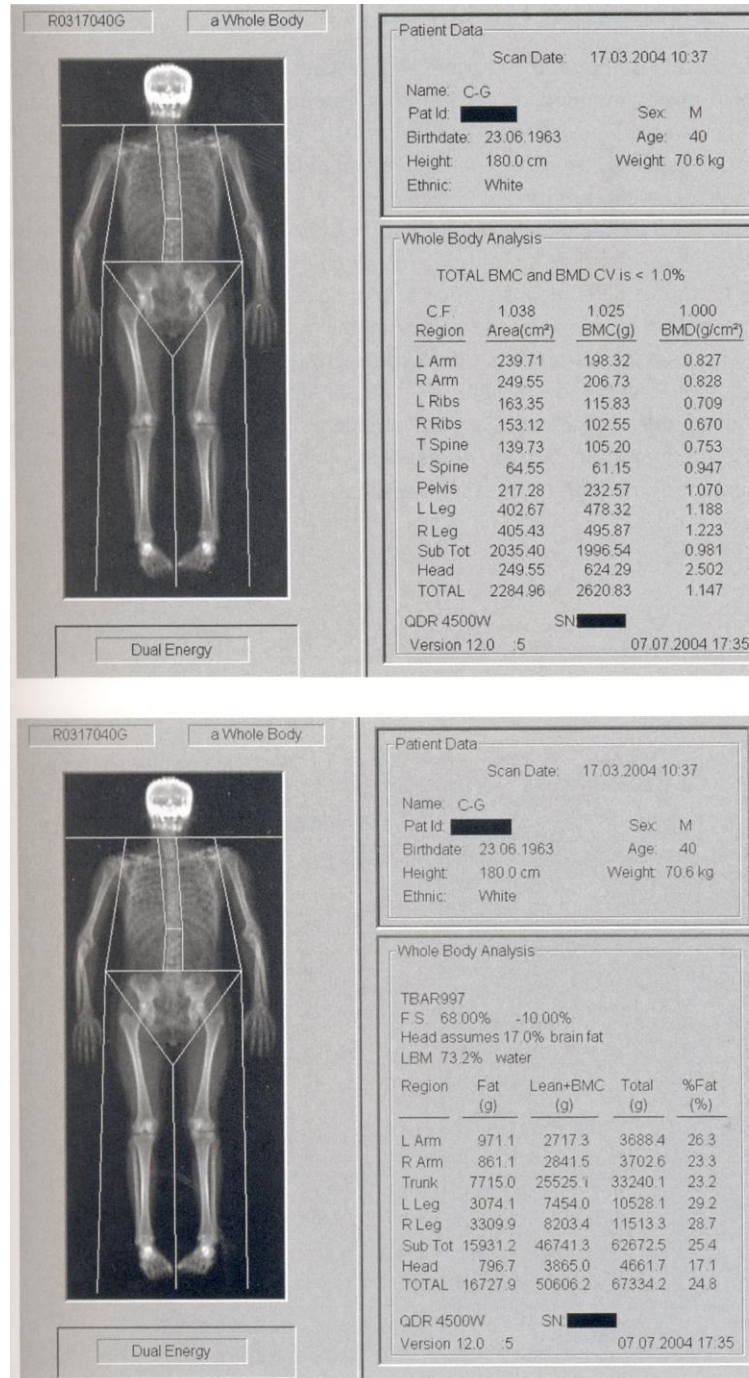 R0317040G
a Whole Body
Dual Energy
Patient Data
Scan Date: 17.03.2004 10:37
Name: C-G
Pat Id:
Birthdate: 23.06.1963 Sex: M
Height: 180.0 cm Age: 40
Ethnic: White Weight: 70.6 kg
Whole Body Analysis
TOTAL BMC and BMD CV is < 1.0%
C.F. 1.038 1.025 1.000
Region Area(cm²) BMC(g) BMD(g/cm²)
L Arm 239.71 198.32 0.827
R Arm 249.55 206.73 0.828
L Ribs 163.35 115.83 0.709
R Ribs 153.12 102.55 0.670
T Spine 139.73 105.20 0.753
L Spine 64.55 61.15 0.947
Pelvis 217.28 232.57 1.070
L Leg 402.67 478.32 1.188
R Leg 405.43 495.87 1.223
Sub Tot 2035.40 1996.54 0.981
Head 249.55 624.29 2.502
TOTAL 2284.96 2620.83 1.147
QDR 4500W SN:
Version 12.0 :5 07.07.2004 17:35
R0317040G
a Whole Body
Dual Energy
Patient Data
Scan Date: 17.03.2004 10:37
Name: C-G
Pat Id: Sex: M
Birthdate: 23.06.1963 Age: 40
Height: 180.0 cm Weight: 70.6 kg
Ethnic: White
Whole Body Analysis
TBAR997
F.S. 68.00% -10.00%
Head assumes 17.0% brain fat
LBM 73.2% water
Region Fat Lean+BMC Total %Fat
(g) (g) (g) (%)
L Arm 971.1 2717.3 3688.4 26.3
R Arm 861.1 2841.5 3702.6 23.3
Trunk 7715.0 25525.1 33240.1 23.2
L Leg 3074.1 7454.0 10528.1 29.2
R Leg 3309.9 8203.4 11513.3 28.7
Sub Tot 15931.2 46741.3 62672.5 25.4
Head 796.7 3865.0 4661.7 17.1
TOTAL 16727.9 50606.2 67334.2 24.8
QDR 4500W SN:
Version 12.0 :5 07.07.2004 17:35